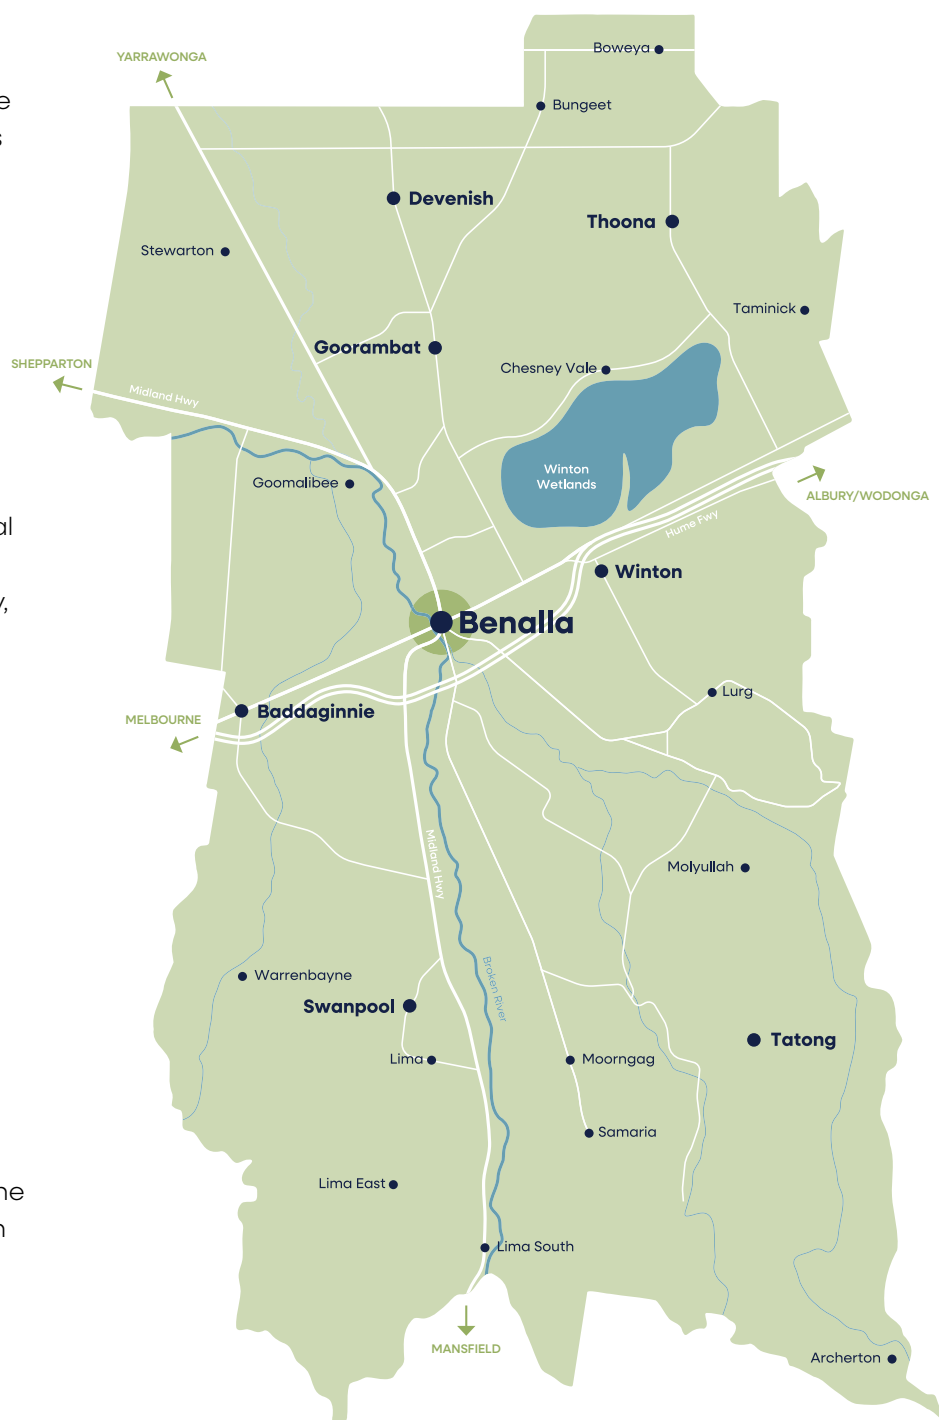 Boweya
YARRAWONGA
e
Bungeet
s
Devenish
Thoona
Stewarton
Taminick
Goorambat
SHEPPARTON
Chesney Vale
Midland Hwy
Winton
Wetlands
Goomalibee
ALBURY/WODONGA
al
Hume Fwy
Winton
y,
Benalla
Lurg
Baddaginnie
MELBOURNE
Midland Hwy
Molyullah
Warrenbayne
Broken River
Swanpool
Tatong
Lima
Moorngag
Samaria
Lima East
ne
n
Lima South
MANSFIELD
Archerton